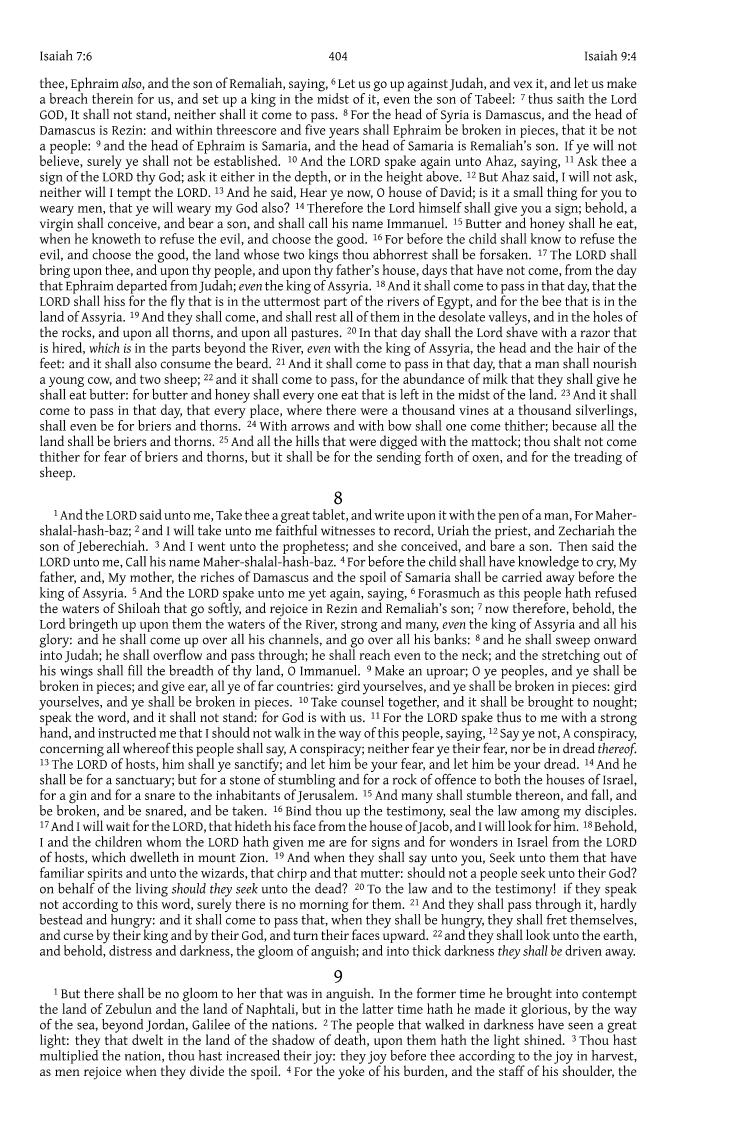 Isaiah 7:6 404 Isaiah 9:4
thee, Ephraim also, and the son of Remaliah, saying, 6 Let us go up against Judah, and vex it, and let us make
a breach therein for us, and set up a king in the midst of it, even the son of Tabeel: 7 thus saith the Lord
GOD, It shall not stand, neither shall it come to pass. 8 For the head of Syria is Damascus, and the head of
Damascus is Rezin: and within threescore and five years shall Ephraim be broken in pieces, that it be not
a people: 9 and the head of Ephraim is Samaria, and the head of Samaria is Remaliah’s son. If ye will not
believe, surely ye shall not be established. 10 And the LORD spake again unto Ahaz, saying, 11 Ask thee a
sign of the LORD thy God; ask it either in the depth, or in the height above. 12 But Ahaz said, I will not ask,
neither will I tempt the LORD. 13 And he said, Hear ye now, O house of David; is it a small thing for you to
weary men, that ye will weary my God also? 14 Therefore the Lord himself shall give you a sign; behold, a
virgin shall conceive, and bear a son, and shall call his name Immanuel. 15 Butter and honey shall he eat,
when he knoweth to refuse the evil, and choose the good. 16 For before the child shall know to refuse the
evil, and choose the good, the land whose two kings thou abhorrest shall be forsaken. 17 The LORD shall
bring upon thee, and upon thy people, and upon thy father’s house, days that have not come, from the day
that Ephraim departed from Judah; even the king of Assyria. 18 And it shall come to pass in that day, that the
LORD shall hiss for the fly that is in the uttermost part of the rivers of Egypt, and for the bee that is in the
land of Assyria. 19 And they shall come, and shall rest all of them in the desolate valleys, and in the holes of
the rocks, and upon all thorns, and upon all pastures. 20 In that day shall the Lord shave with a razor that
is hired, which is in the parts beyond the River, even with the king of Assyria, the head and the hair of the
feet: and it shall also consume the beard. 21 And it shall come to pass in that day, that a man shall nourish
a young cow, and two sheep; 22 and it shall come to pass, for the abundance of milk that they shall give he
shall eat butter: for butter and honey shall every one eat that is left in the midst of the land. 23 And it shall
come to pass in that day, that every place, where there were a thousand vines at a thousand silverlings,
shall even be for briers and thorns. 24 With arrows and with bow shall one come thither; because all the
land shall be briers and thorns. 25 And all the hills that were digged with the mattock; thou shalt not come
thither for fear of briers and thorns, but it shall be for the sending forth of oxen, and for the treading of
sheep.
8
1 And the LORD said unto me, Take thee a great tablet, and write upon it with the pen of a man, For Maher-
shalal-hash-baz; 2 and I will take unto me faithful witnesses to record, Uriah the priest, and Zechariah the
son of Jeberechiah. 3 And I went unto the prophetess; and she conceived, and bare a son. Then said the
LORD unto me, Call his name Maher-shalal-hash-baz. 4 For before the child shall have knowledge to cry, My
father, and, My mother, the riches of Damascus and the spoil of Samaria shall be carried away before the
king of Assyria. 5 And the LORD spake unto me yet again, saying, 6 Forasmuch as this people hath refused
the waters of Shiloah that go softly, and rejoice in Rezin and Remaliah’s son; 7 now therefore, behold, the
Lord bringeth up upon them the waters of the River, strong and many, even the king of Assyria and all his
glory: and he shall come up over all his channels, and go over all his banks: 8 and he shall sweep onward
into Judah; he shall overflow and pass through; he shall reach even to the neck; and the stretching out of
his wings shall fill the breadth of thy land, O Immanuel. 9 Make an uproar; O ye peoples, and ye shall be
broken in pieces; and give ear, all ye of far countries: gird yourselves, and ye shall be broken in pieces: gird
yourselves, and ye shall be broken in pieces. 10 Take counsel together, and it shall be brought to nought;
speak the word, and it shall not stand: for God is with us. 11 For the LORD spake thus to me with a strong
hand, and instructed me that I should not walk in the way of this people, saying, 12 Say ye not, A conspiracy,
concerning all whereof this people shall say, A conspiracy; neither fear ye their fear, nor be in dread thereof.
13 The LORD of hosts, him shall ye sanctify; and let him be your fear, and let him be your dread. 14 And he
shall be for a sanctuary; but for a stone of stumbling and for a rock of offence to both the houses of Israel,
for a gin and for a snare to the inhabitants of Jerusalem. 15 And many shall stumble thereon, and fall, and
be broken, and be snared, and be taken. 16 Bind thou up the testimony, seal the law among my disciples.
17 And I will wait for the LORD, that hideth his face from the house of Jacob, and I will look for him. 18 Behold,
I and the children whom the LORD hath given me are for signs and for wonders in Israel from the LORD
of hosts, which dwelleth in mount Zion. 19 And when they shall say unto you, Seek unto them that have
familiar spirits and unto the wizards, that chirp and that mutter: should not a people seek unto their God?
on behalf of the living should they seek unto the dead? 20 To the law and to the testimony! if they speak
not according to this word, surely there is no morning for them. 21 And they shall pass through it, hardly
bestead and hungry: and it shall come to pass that, when they shall be hungry, they shall fret themselves,
and curse by their king and by their God, and turn their faces upward. 22 and they shall look unto the earth,
and behold, distress and darkness, the gloom of anguish; and into thick darkness they shall be driven away.
9
1 But there shall be no gloom to her that was in anguish. In the former time he brought into contempt
the land of Zebulun and the land of Naphtali, but in the latter time hath he made it glorious, by the way
of the sea, beyond Jordan, Galilee of the nations. 2 The people that walked in darkness have seen a great
light: they that dwelt in the land of the shadow of death, upon them hath the light shined. 3 Thou hast
multiplied the nation, thou hast increased their joy: they joy before thee according to the joy in harvest,
as men rejoice when they divide the spoil. 4 For the yoke of his burden, and the staff of his shoulder, the